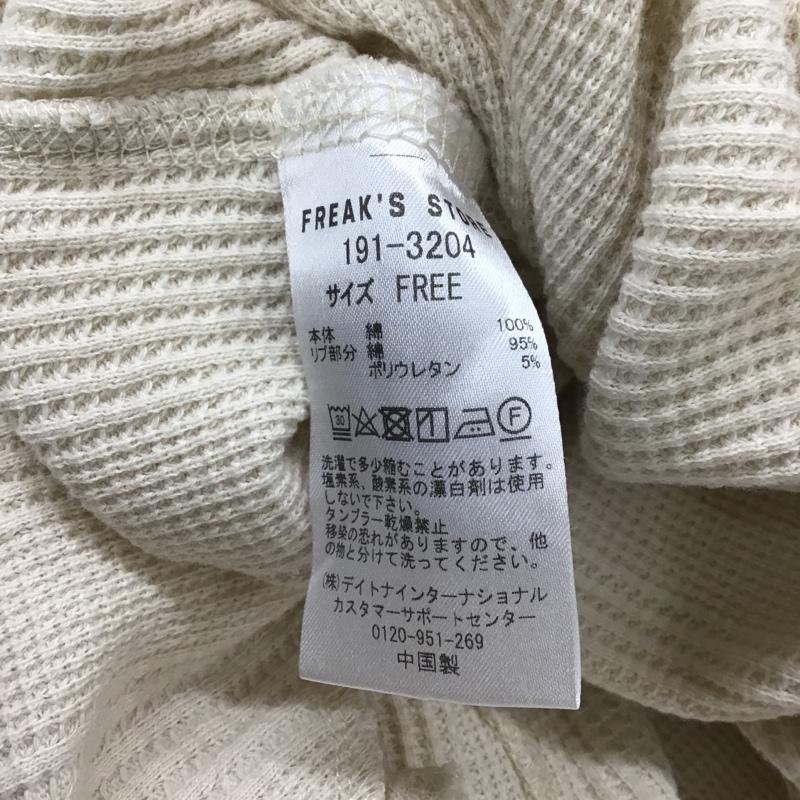 FREAK'S STORE
191-3204
サイズ FREE
本体 綿 100%
リブ部分 綿 95%
ポリウレタン 5%
30 F
洗濯で多少縮むことがあります。
塩素系、酸素系の漂白剤は使用
しないで下さい。
タンブラー乾燥禁止
移染の恐れがありますので、他
の物と分けて洗ってください。
(株)デイトナインターナショナル
カスタマーサポートセンター
0120-951-269
中国製